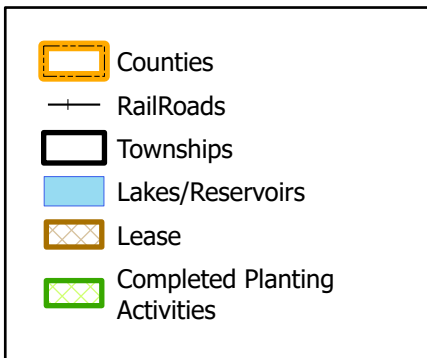 Counties
RailRoads
Townships
Lakes/Reservoirs
Lease
Completed Planting
Activities